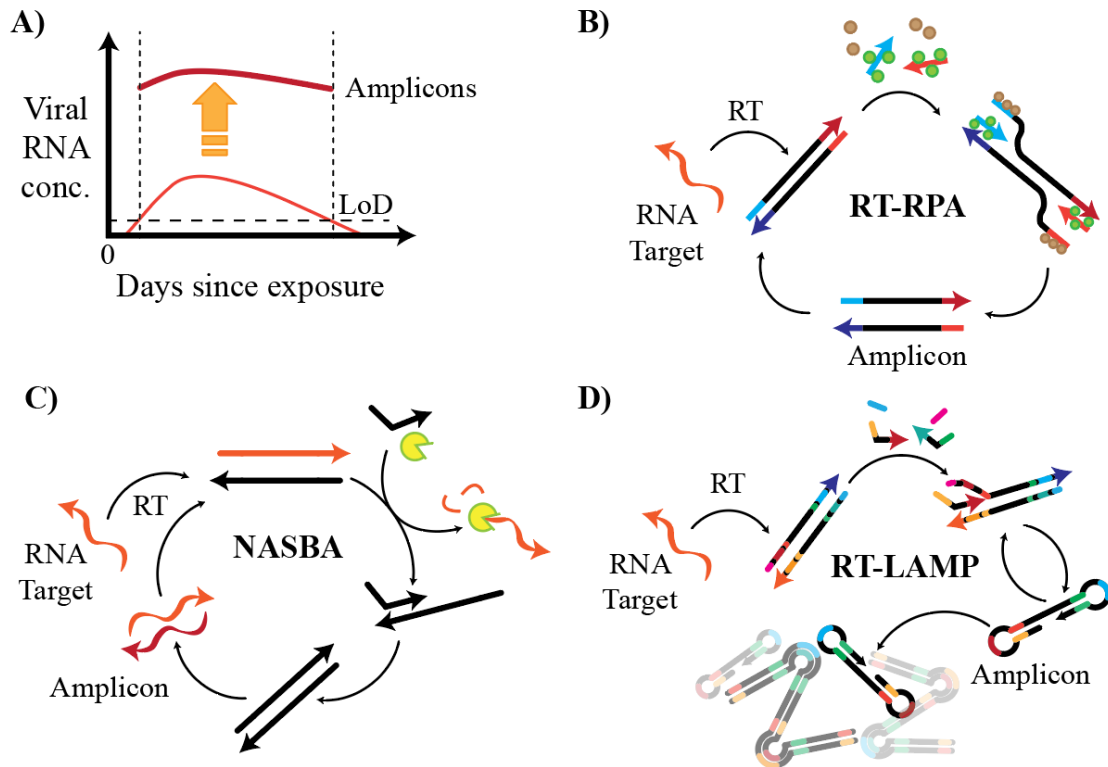 A)
Viral
RNA
conc.
Amplicons
LoD
0
Days since exposure
B)
RT
RNA
Target
RT-RPA
Amplicon
C)
RT
RNA
Target
NASBA
Amplicon
D)
RT
RNA
Target
RT-LAMP
Amplicon